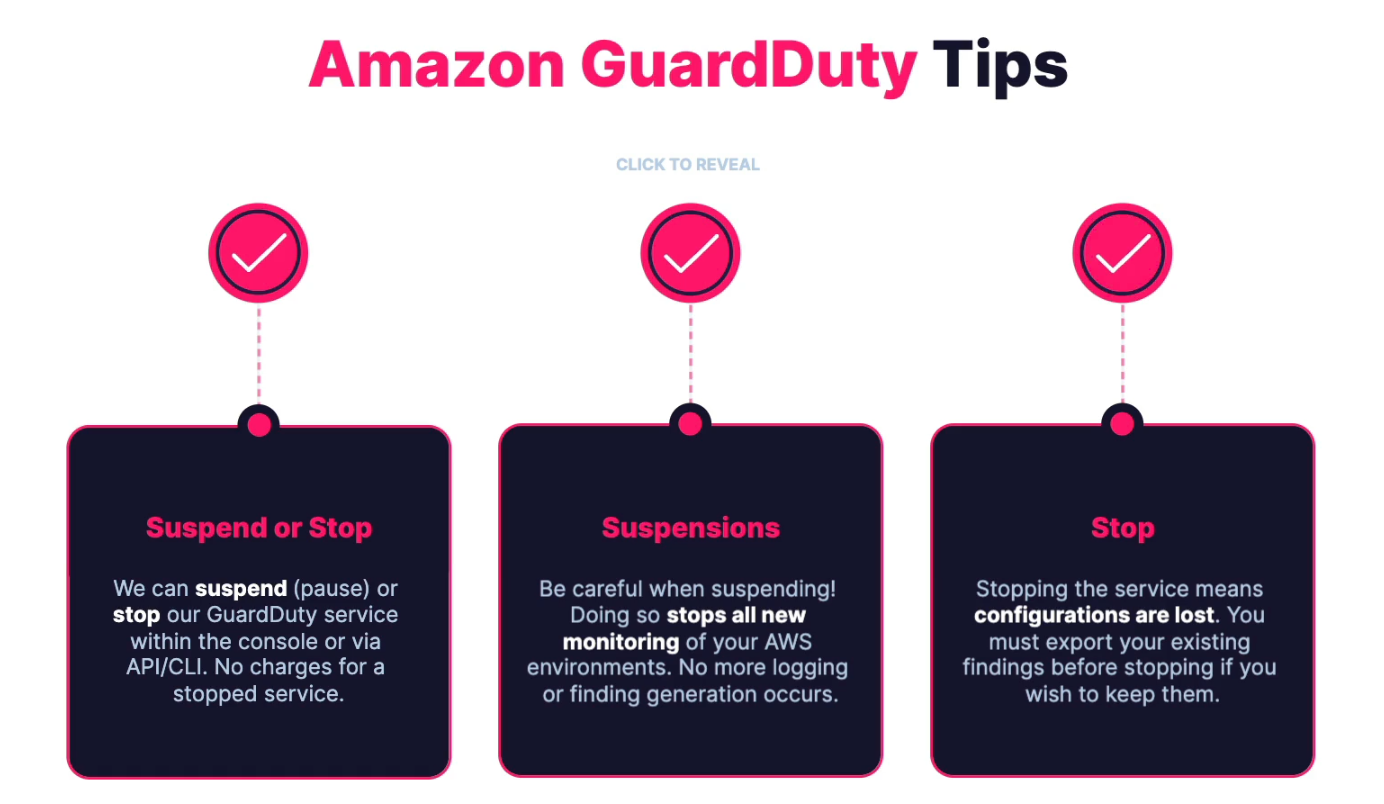 Amazon GuardDuty Tips
CLICK TO REVEAL
Suspend or Stop
We can suspend (pause) or
stop our GuardDuty service
within the console or via
API/CLI. No charges for a
stopped service.
Suspensions
Be careful when suspending!
Doing so stops all new
monitoring of your AWS
environments. No more logging
or finding generation occurs.
Stop
Stopping the service means
configurations are lost. You
must export your existing
findings before stopping if you
wish to keep them.